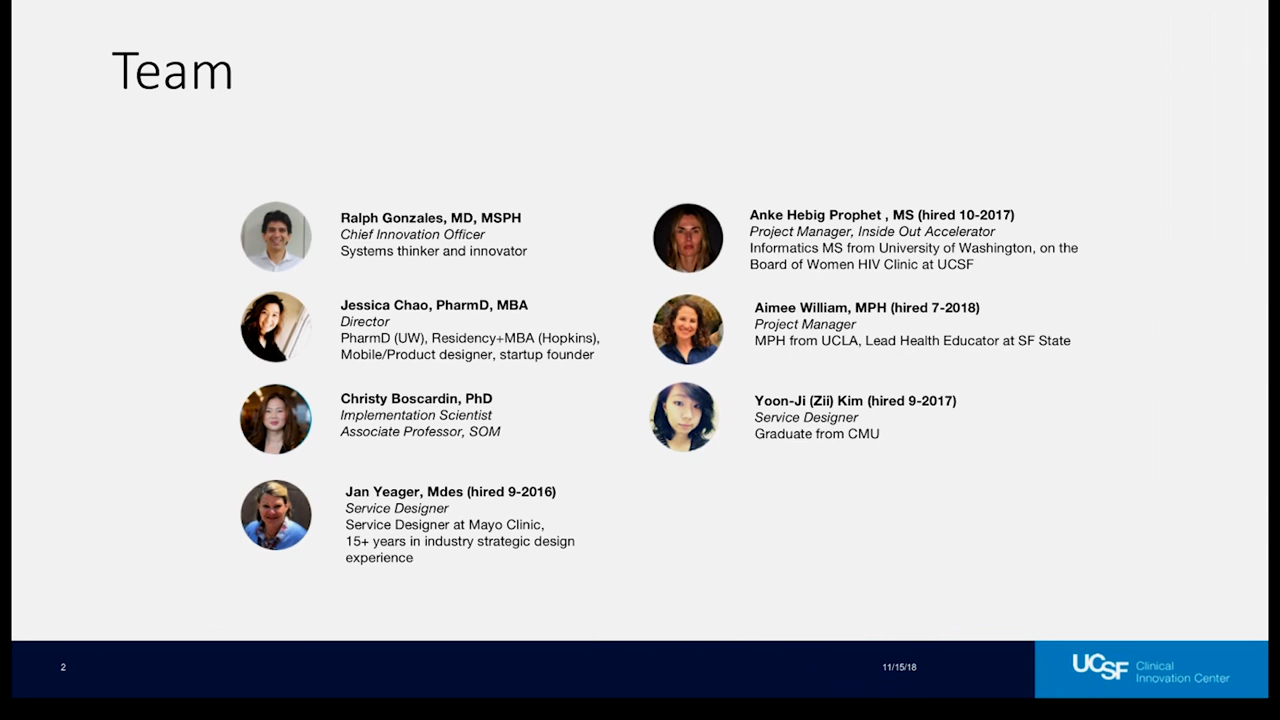 Team
Ralph Gonzales, MD, MSPH
Chief Innovation Officer
Systems thinker and innovator
Jessica Chao, PharmD, MBA
Director
PharmD (UW), Residency+MBA (Hopkins),
Mobile/Product designer, startup founder
Christy Boscardin, PhD
Implementation Scientist
Associate Professor, SOM
Jan Yeager, Mdes (hired 9-2016)
Service Designer
Service Designer at Mayo Clinic,
15+ years in industry strategic design
experience
Anke Hebig Prophet , MS (hired 10-2017)
Project Manager, Inside Out Accelerator
Informatics MS from University of Washington, on the
Board of Women HIV Clinic at UCSF
Aimee William, MPH (hired 7-2018)
Project Manager
MPH from UCLA, Lead Health Educator at SF State
Yoon-Ji (Zii) Kim (hired 9-2017)
Service Designer
Graduate from CMU
2
11/15/18
UCSF
Clinical
Innovation Center